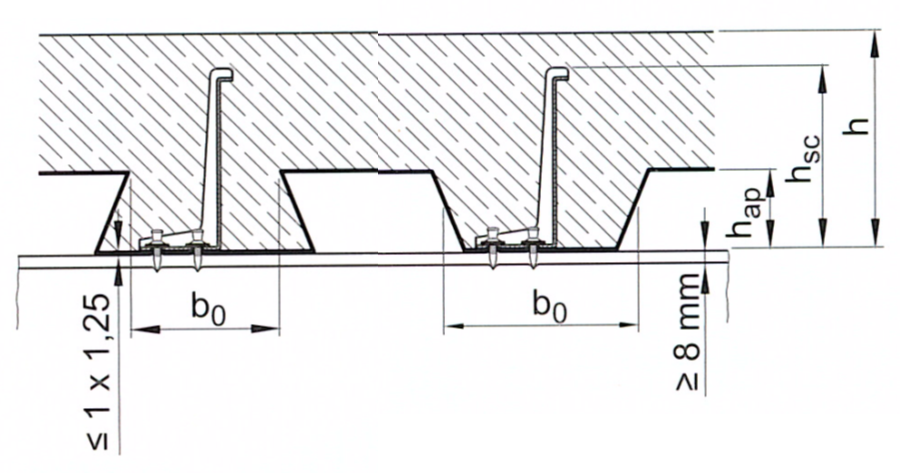 h
h_sc
h_ap
b_0
b_0
≤ 1 x 1,25
≥ 8 mm